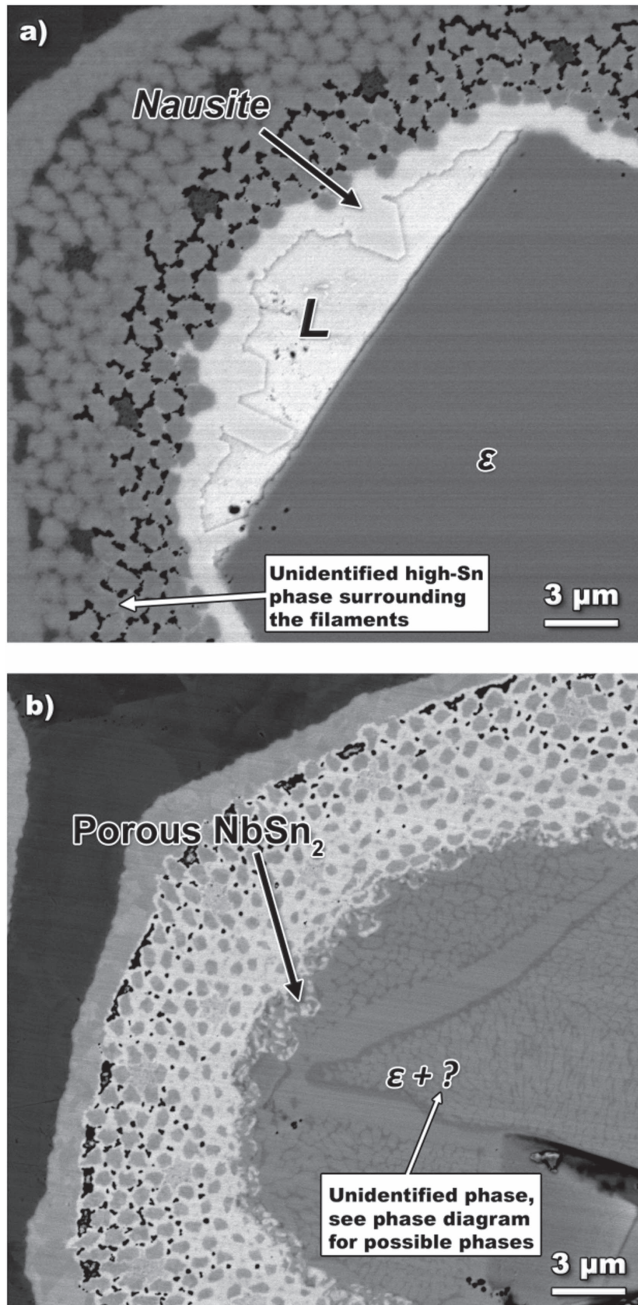 a)
Nausite
L
ε
Unidentified high-Sn
phase surrounding
the filaments
3 μm
b)
Porous NbSn₂
ε + ?
Unidentified phase,
see phase diagram
for possible phases
3 μm